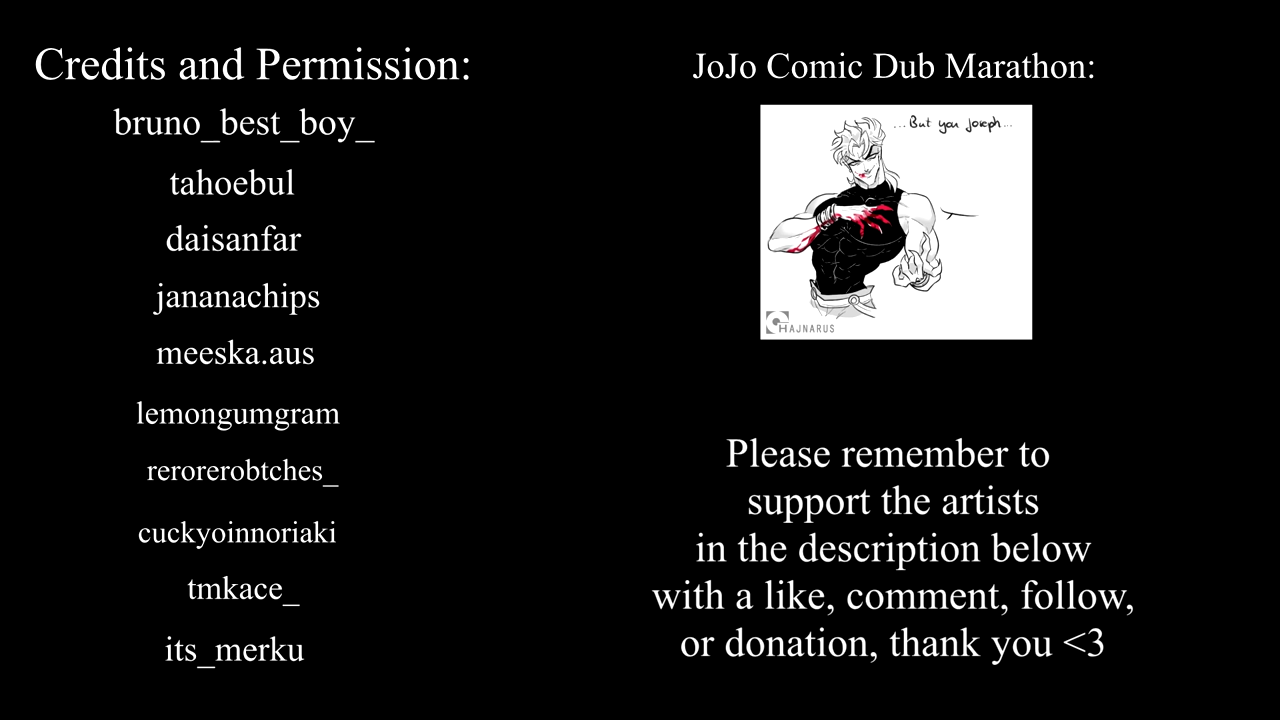 Credits and Permission:
bruno_best_boy_
tahoebul
daisanfar
jananachips
meeska.aus
lemongumgram
rerorerobtches_
cuckyoinnoriaki
tmkace_
its_merku
JoJo Comic Dub Marathon:
...But you Joseph...
HAJNARUS
Please remember to
support the artists
in the description below
with a like, comment, follow,
or donation, thank you <3